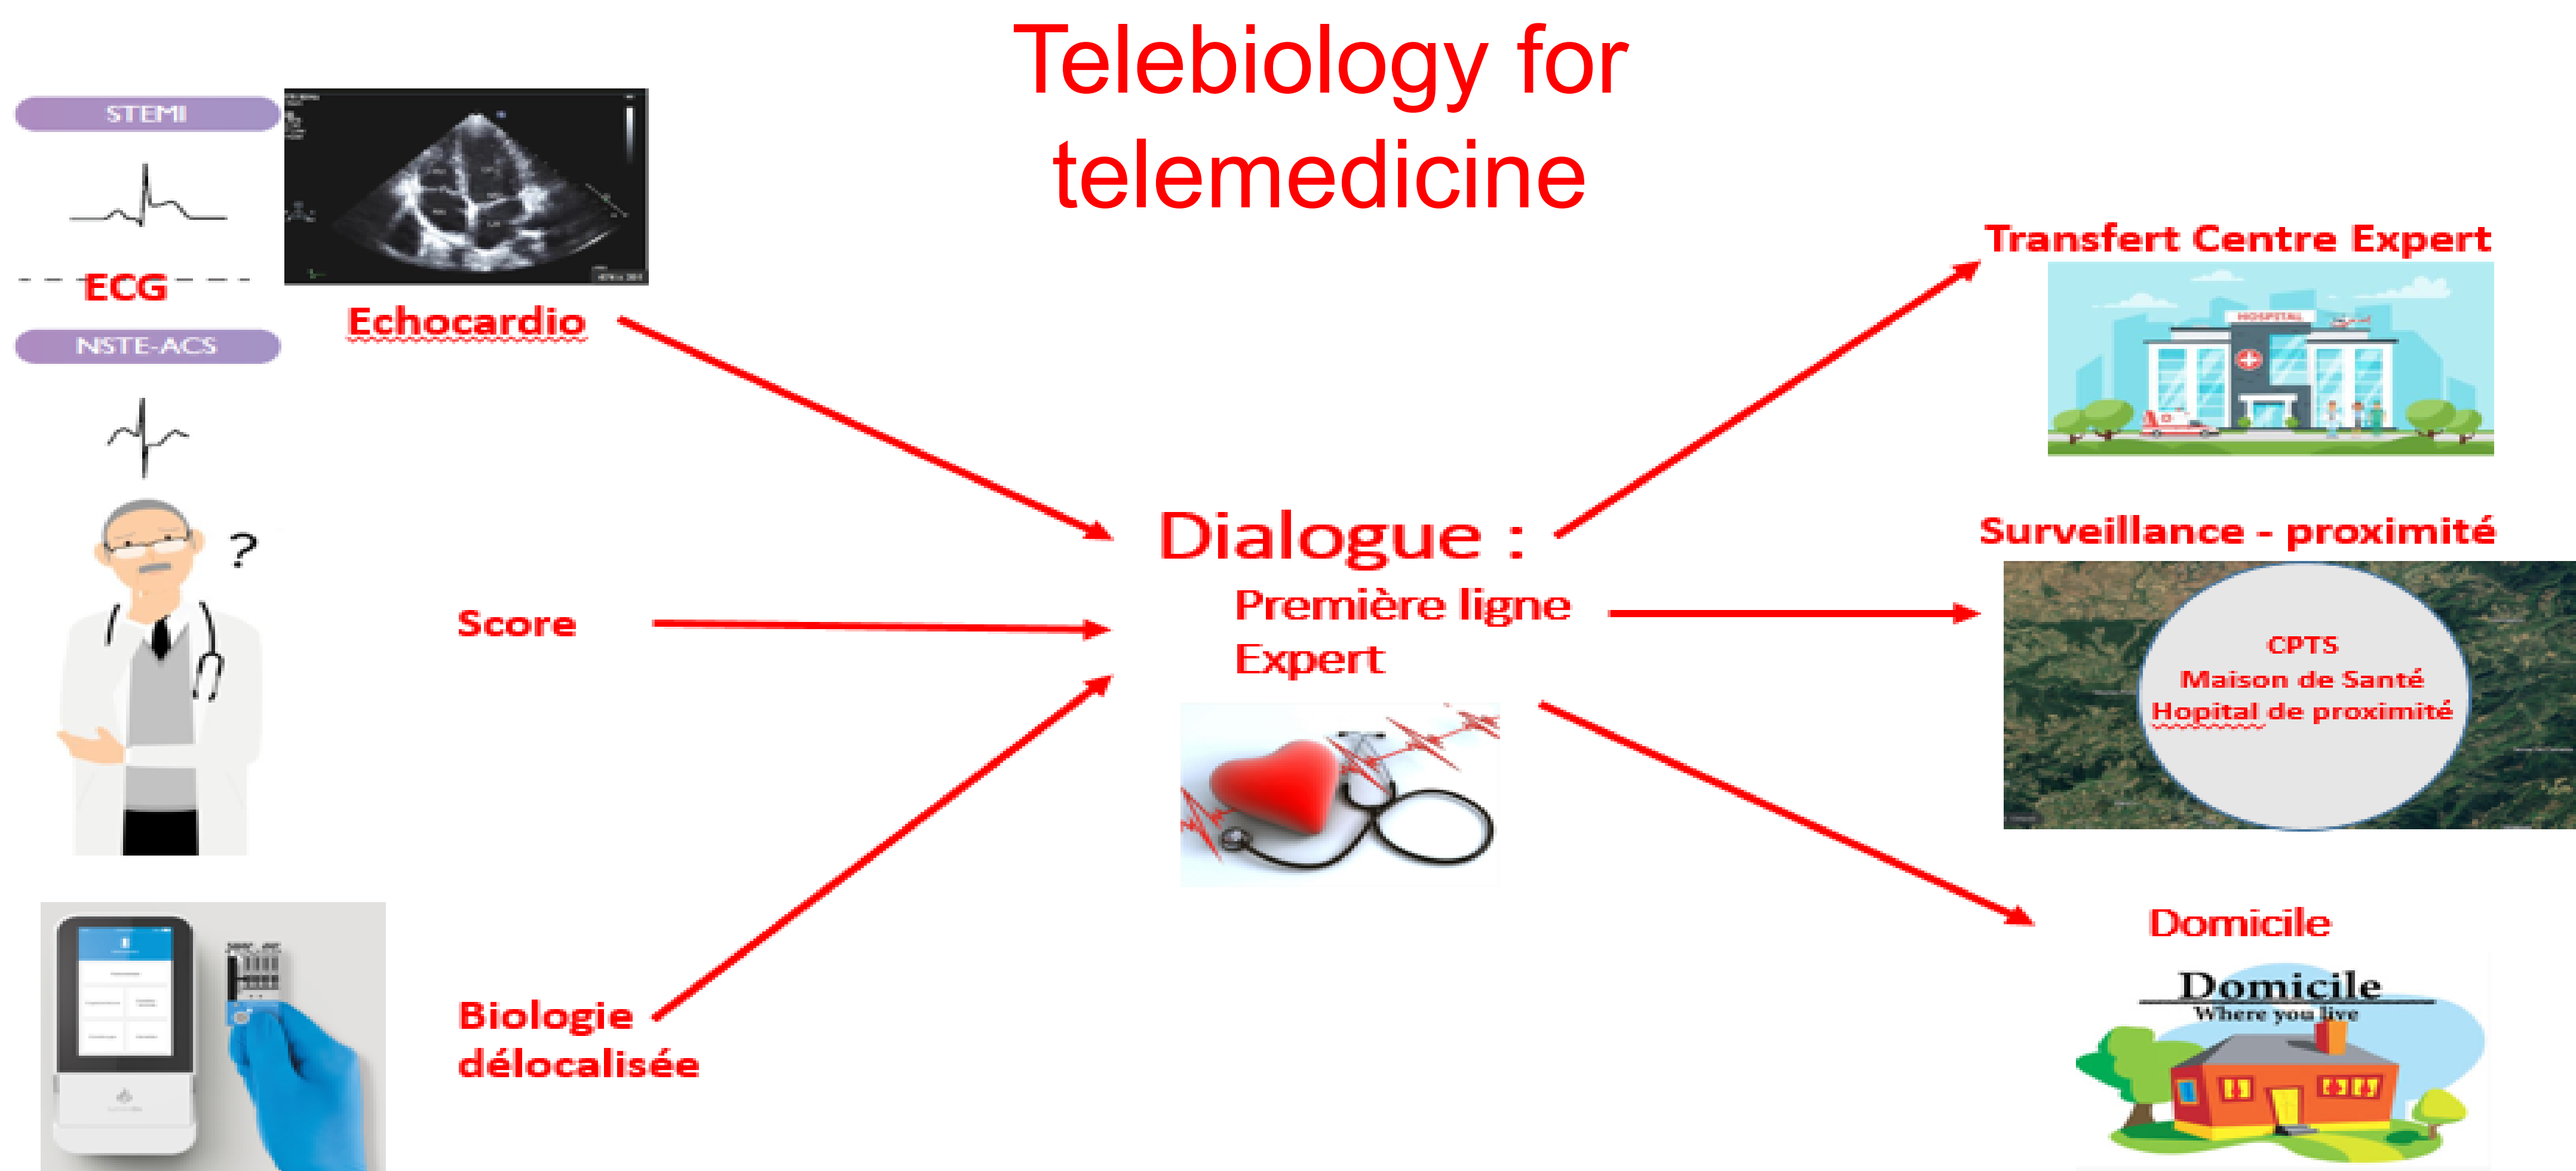 Telebiology for
telemedicine
STEMI
ECG
NSTE-ACS
Echocardio
?
Score
Biologie
délocalisée
Dialogue :
Première ligne
Expert
Transfert Centre Expert
HOSPITAL
Surveillance - proximité
CPTS
Maison de Santé
Hopital de proximité
Domicile
Domicile
Where you live